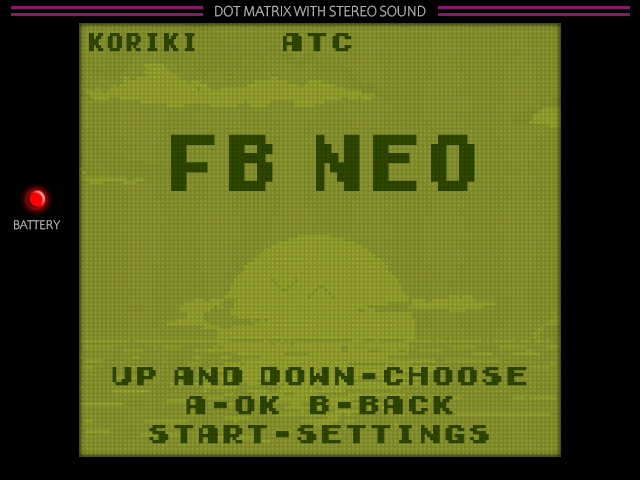 DOT MATRIX WITH STEREO SOUND
KORIKI ATC
FB NEO
BATTERY
UP AND DOWN-CHOOSE
A-OK B-BACK
START-SETTINGS